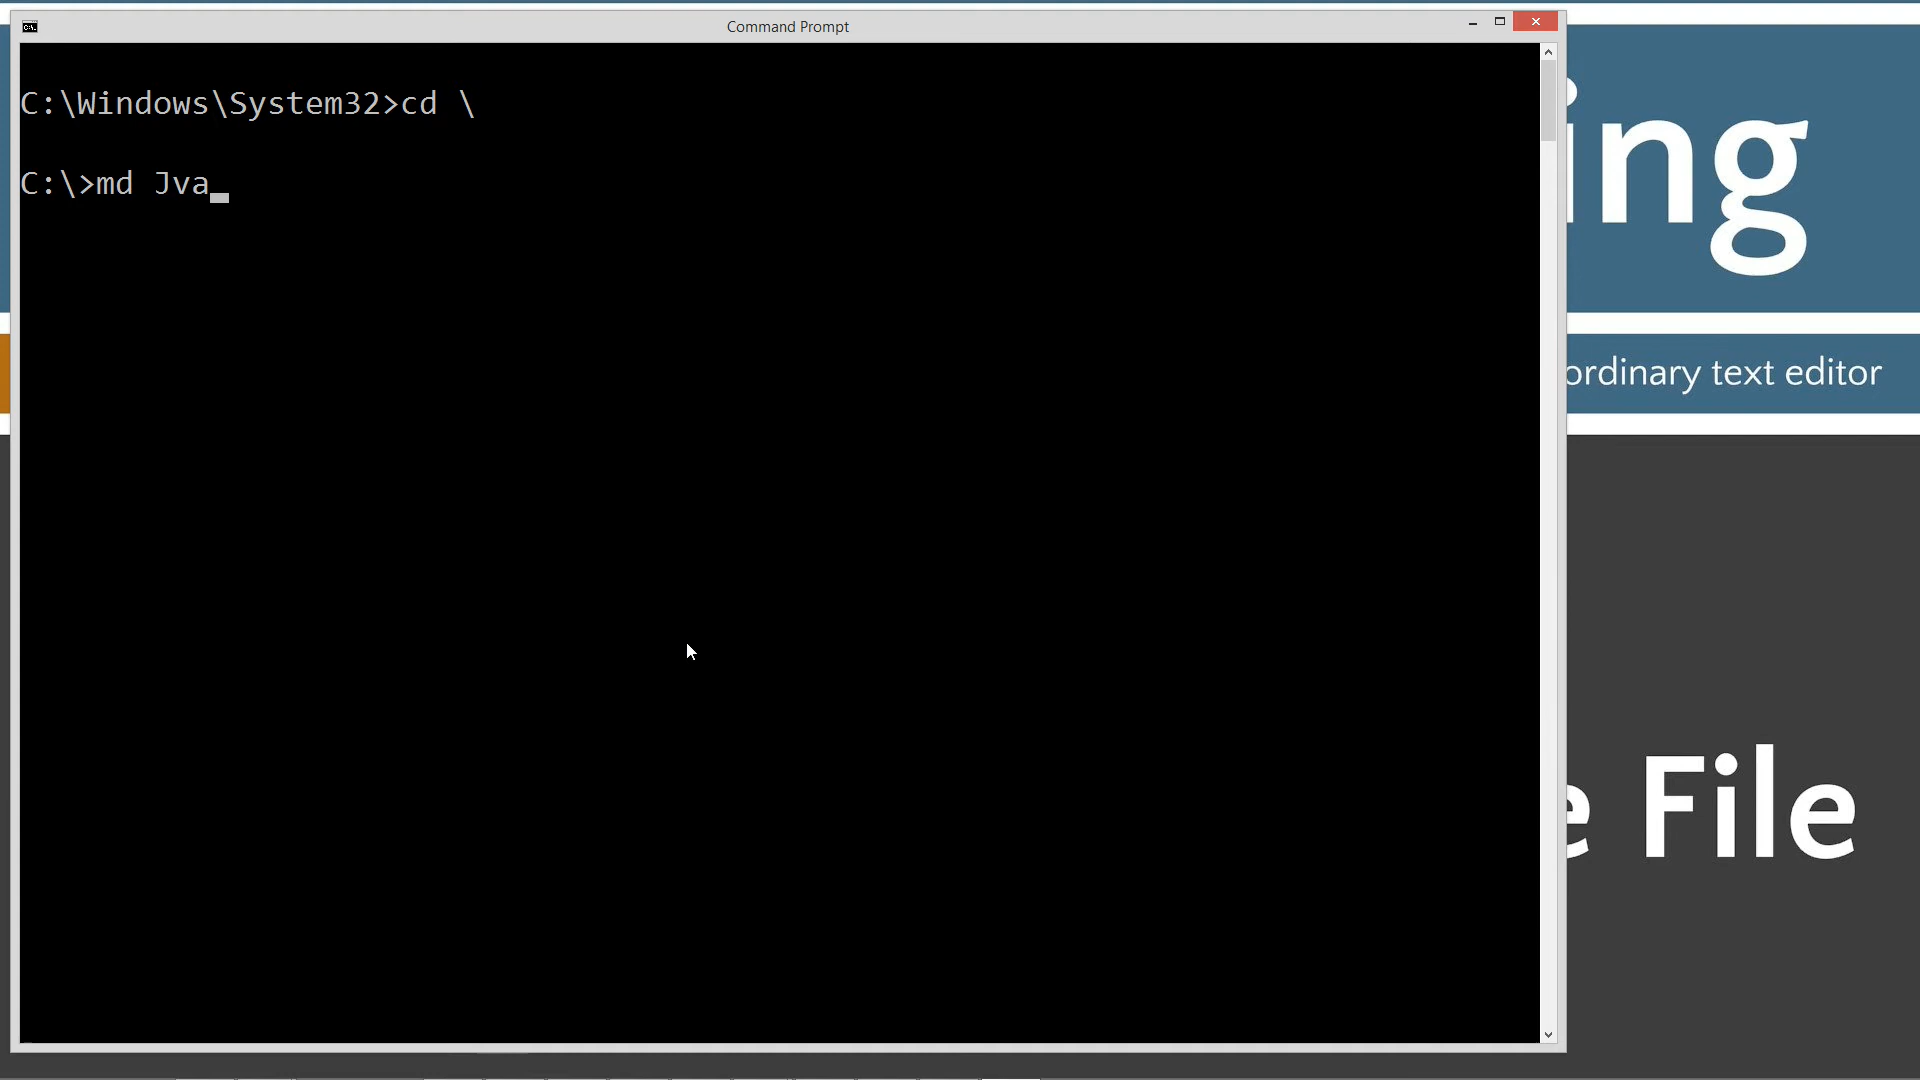 Command Prompt
C:\Windows\System32>cd \
C:\>md Jva
ing
ordinary text editor
e File